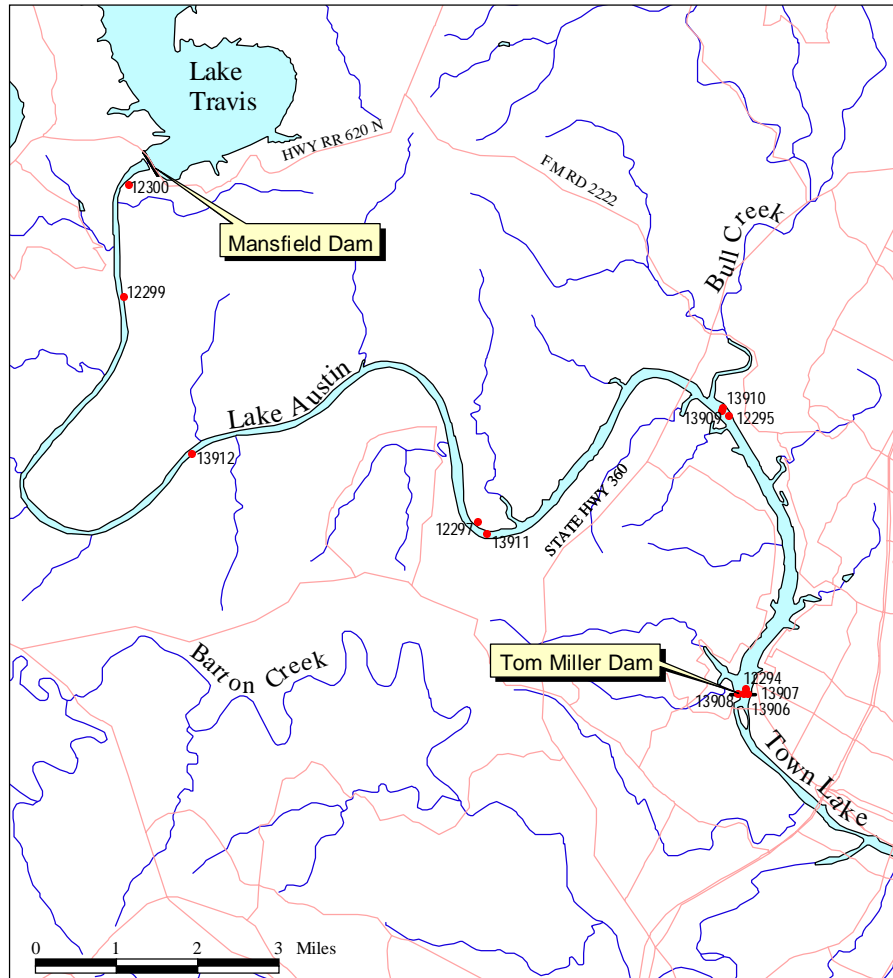 Lake
Travis
HWY RR 620 N
FM RD 2222
12300
Mansfield Dam
Bull Creek
12299
Lake Austin
13910
13909
12295
13912
STATE HWY 360
12297
13911
Barton Creek
Tom Miller Dam
12294
13908
13907
13906
Town Lake
0 1 2 3 Miles